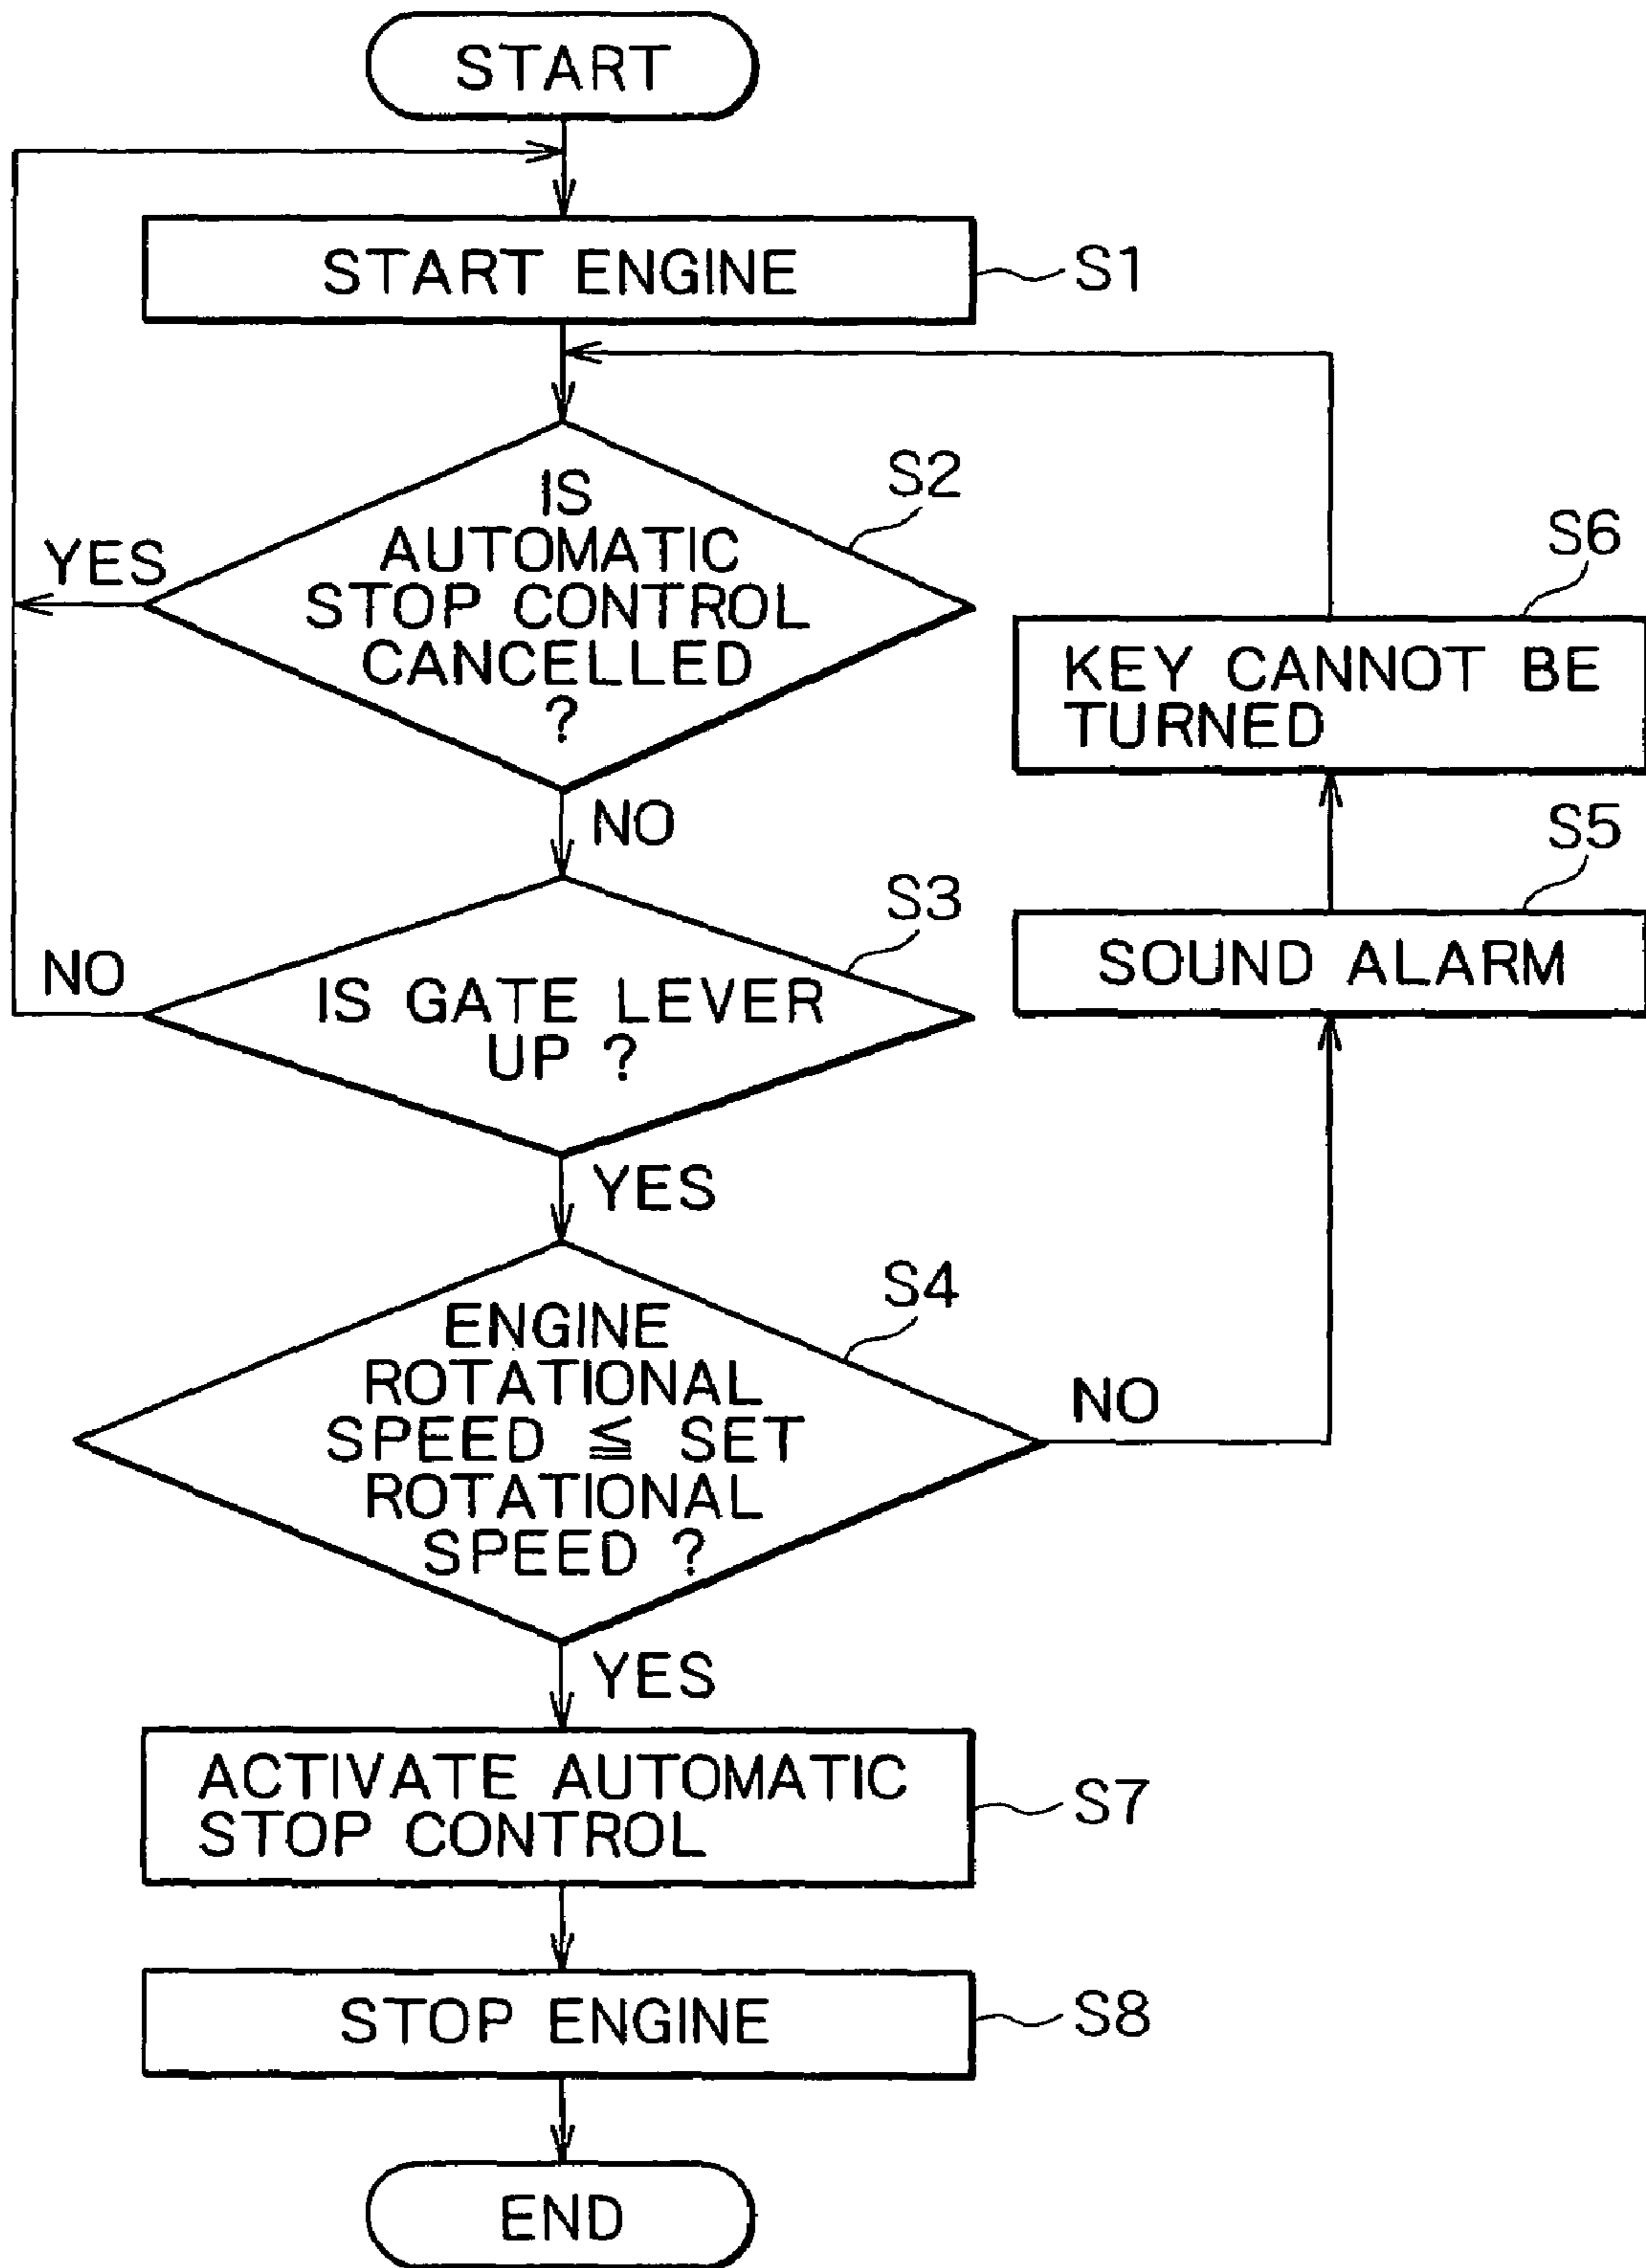 START
START ENGINE
S1
IS
AUTOMATIC
STOP CONTROL
CANCELLED
?
S2
YES
NO
IS GATE LEVER
UP ?
S3
NO
YES
ENGINE
ROTATIONAL
SPEED ≦ SET
ROTATIONAL
SPEED ?
S4
NO
YES
SOUND ALARM
S5
KEY CANNOT BE
TURNED
S6
ACTIVATE AUTOMATIC
STOP CONTROL
S7
STOP ENGINE
S8
END